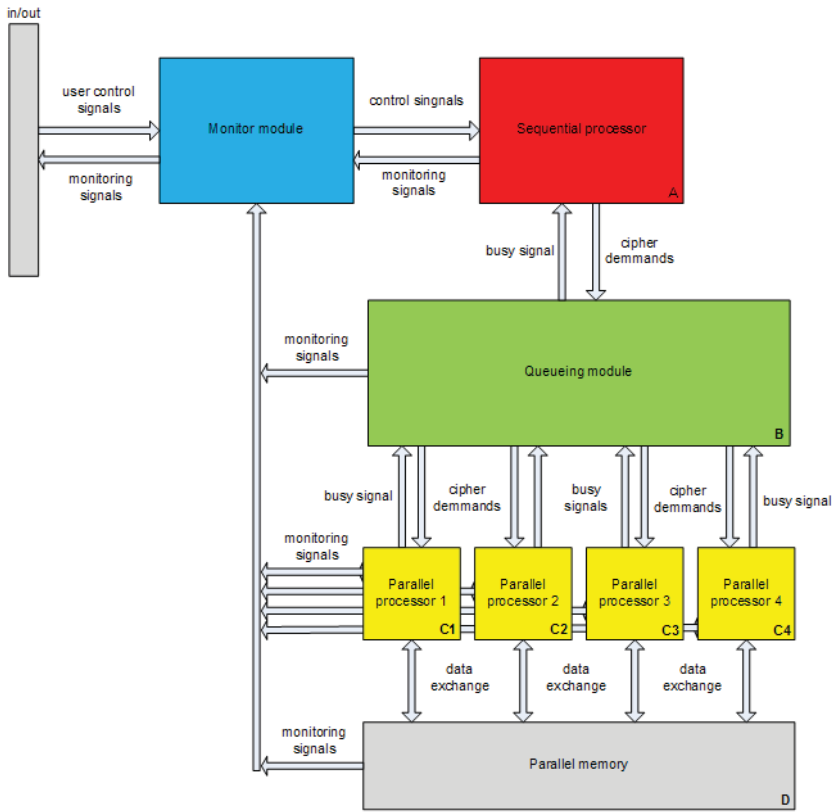 in/out
user control
signals
monitoring
signals
Monitor module
control singnals
monitoring
signals
Sequential processor
A
busy signal
cipher
demmands
monitoring
signals
Queueing module
B
busy signal
cipher
demmands
busy
signals
cipher
demmands
busy signal
monitoring
signals
Parallel
processor 1
C1
Parallel
processor 2
C2
Parallel
processor 3
C3
Parallel
processor 4
C4
data
exchange
data
exchange
data
exchange
monitoring
signals
Parallel memory
D